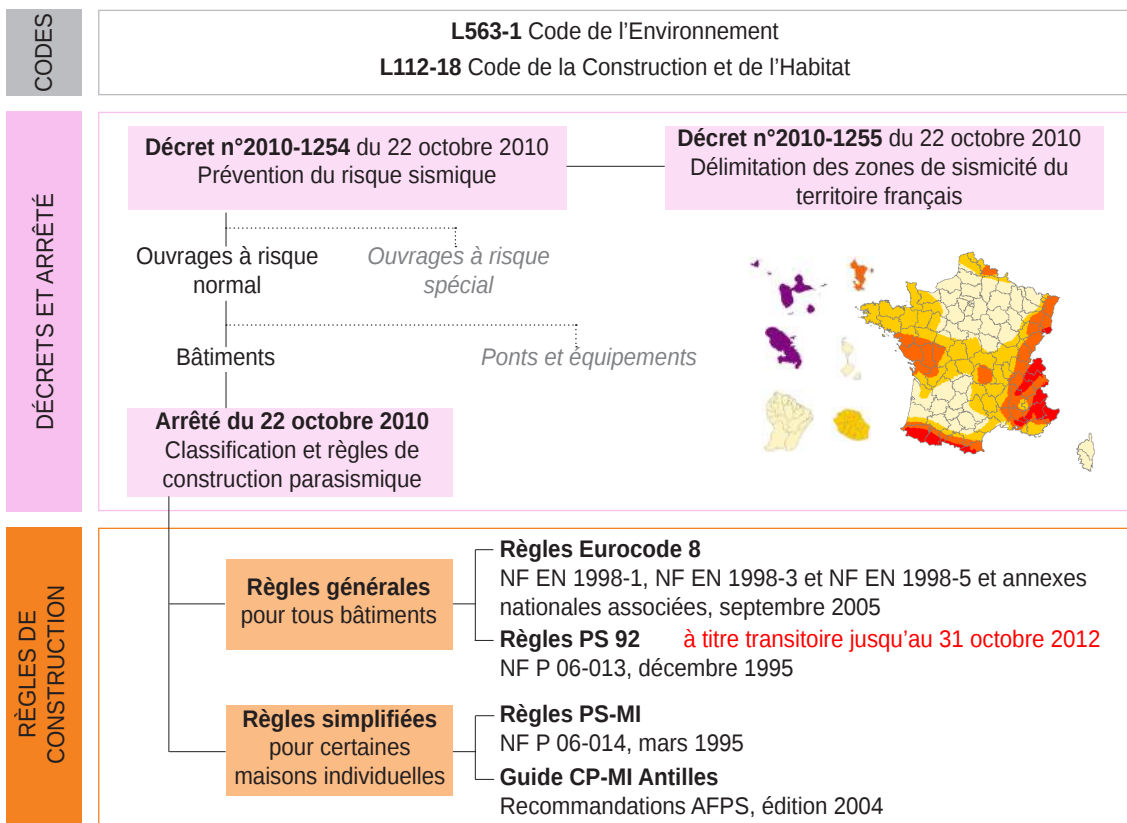 CODES
L563-1 Code de l’Environnement
L112-18 Code de la Construction et de l’Habitat
DÉCRETS ET ARRÊTÉ
Décret n°2010-1254 du 22 octobre 2010
Prévention du risque sismique
Décret n°2010-1255 du 22 octobre 2010
Délimitation des zones de sismicité du
territoire français
Ouvrages à risque
normal
Ouvrages à risque
spécial
Bâtiments
Ponts et équipements
Arrêté du 22 octobre 2010
Classification et règles de
construction parasismique
RÈGLES DE
CONSTRUCTION
Règles générales
pour tous bâtiments
Règles Eurocode 8
NF EN 1998-1, NF EN 1998-3 et NF EN 1998-5 et annexes
nationales associées, septembre 2005
Règles PS 92 à titre transitoire jusqu’au 31 octobre 2012
NF P 06-013, décembre 1995
Règles simplifiées
pour certaines
maisons individuelles
Règles PS-MI
NF P 06-014, mars 1995
Guide CP-MI Antilles
Recommandations AFPS, édition 2004